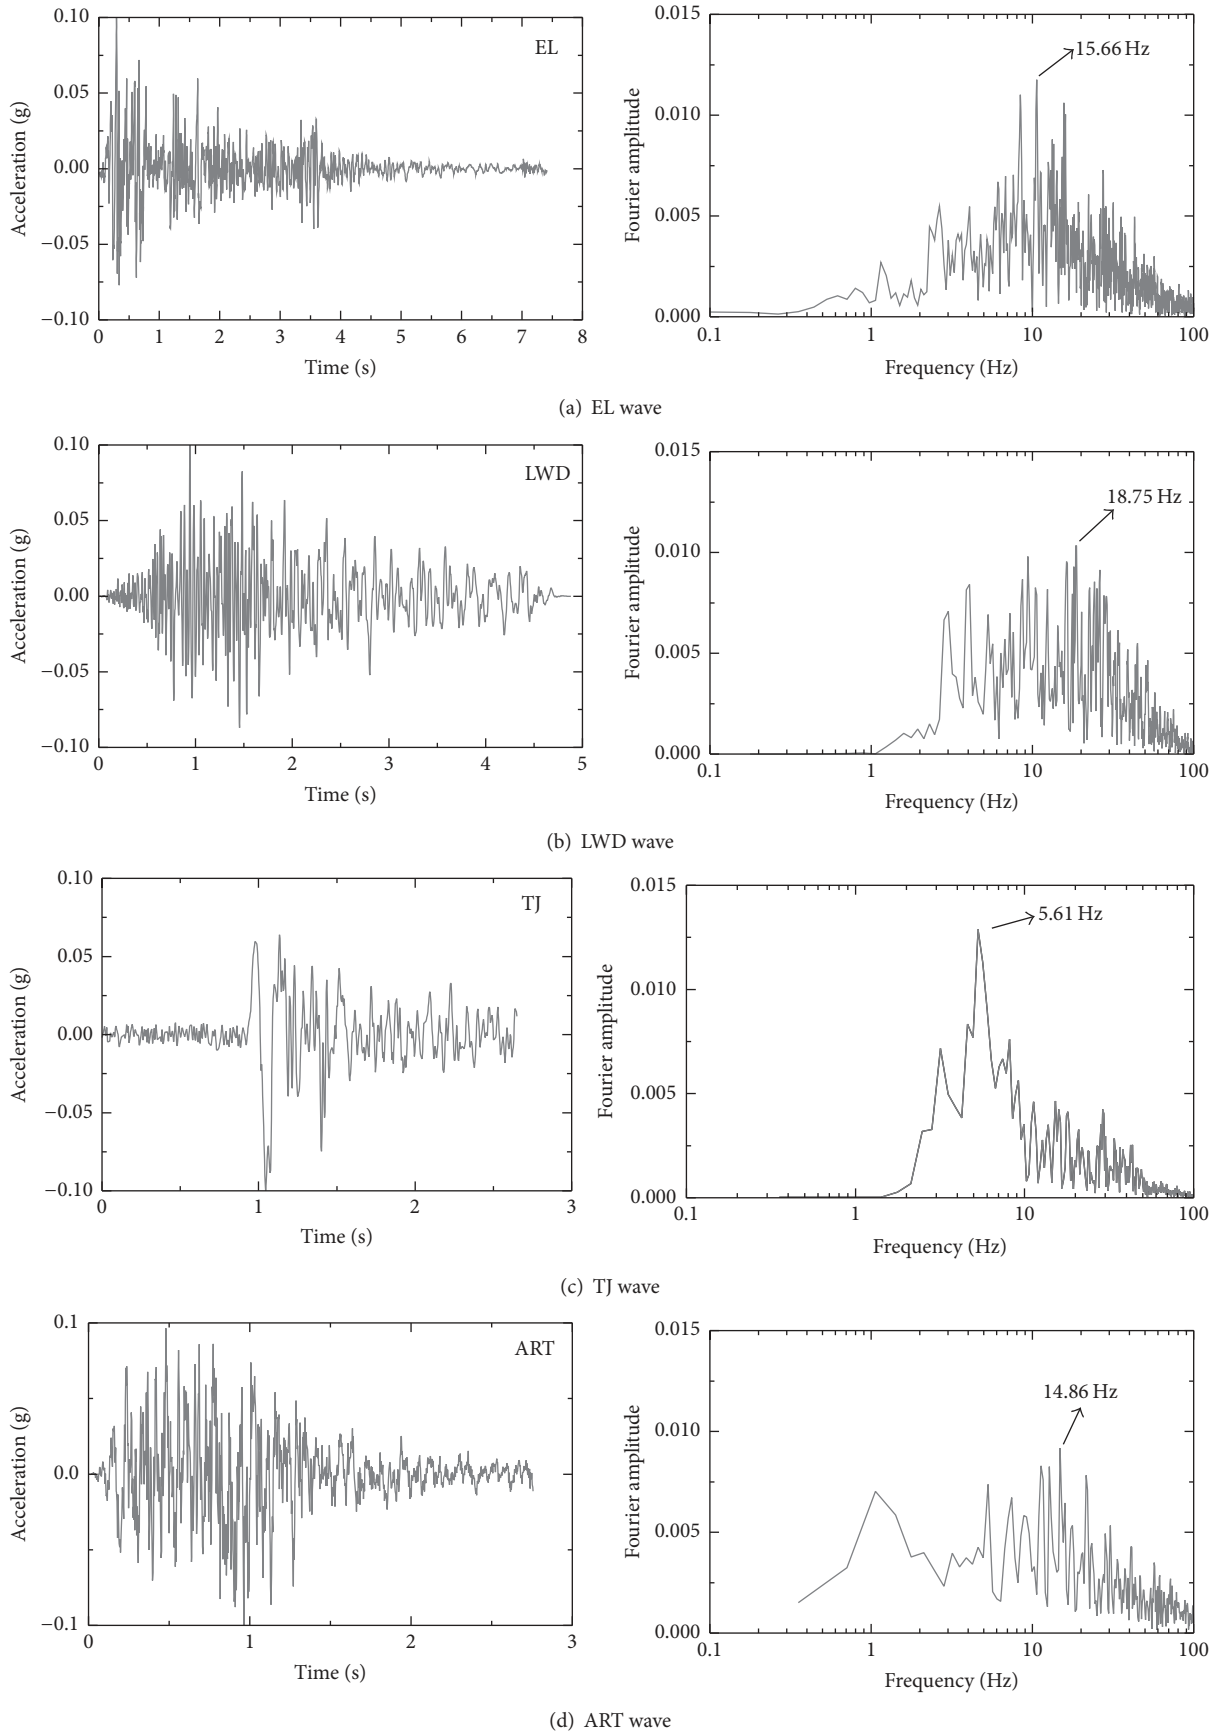 EL
0.10
0.05
0.00
−0.05
−0.10
Acceleration (g)
0 1 2 3 4 5 6 7 8
Time (s)
15.66 Hz
0.015
0.010
0.005
0.000
Fourier amplitude
0.1 1 10 100
Frequency (Hz)
(a) EL wave
LWD
0.10
0.05
0.00
−0.05
−0.10
Acceleration (g)
0 1 2 3 4 5
Time (s)
18.75 Hz
0.015
0.010
0.005
0.000
Fourier amplitude
0.1 1 10 100
Frequency (Hz)
(b) LWD wave
TJ
0.10
0.05
0.00
−0.05
−0.10
Acceleration (g)
0 1 2 3
Time (s)
5.61 Hz
0.015
0.010
0.005
0.000
Fourier amplitude
0.1 1 10 100
Frequency (Hz)
(c) TJ wave
ART
0.1
0.0
−0.1
Acceleration (g)
0 1 2 3
Time (s)
14.86 Hz
0.015
0.010
0.005
0.000
Fourier amplitude
0.1 1 10 100
Frequency (Hz)
(d) ART wave